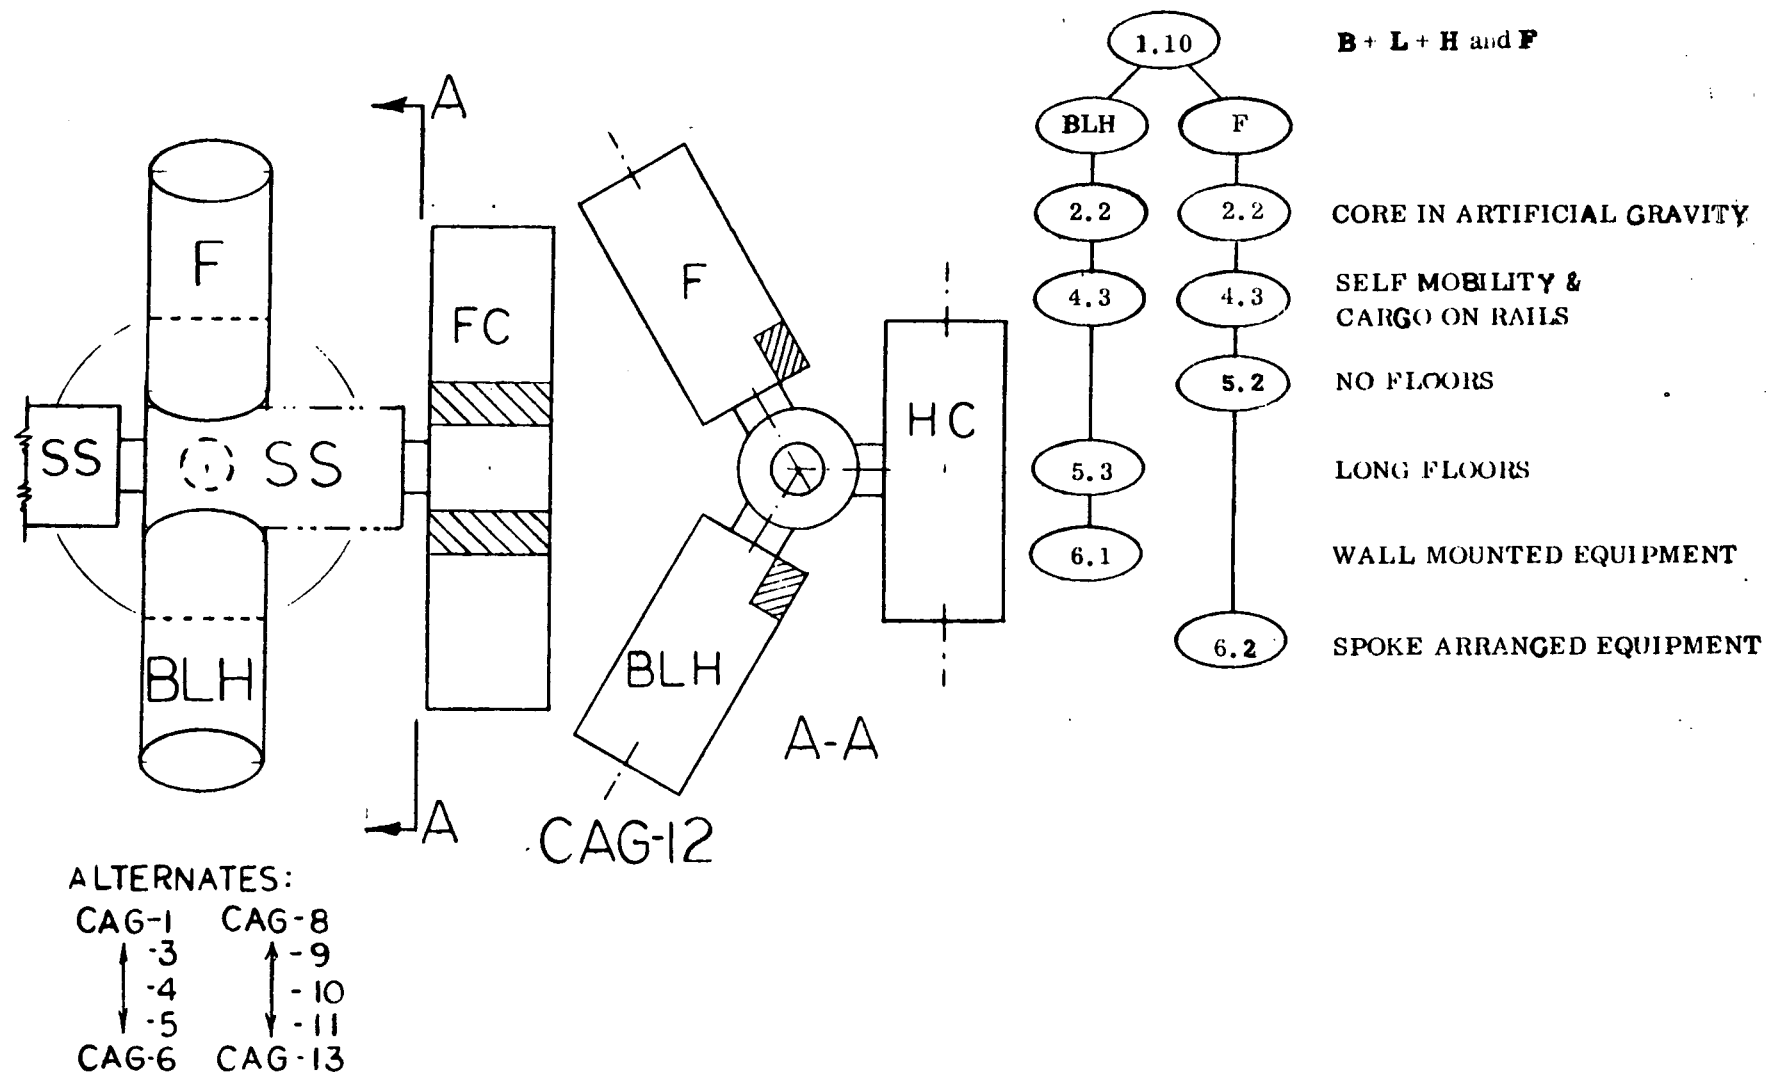 A
F
FC
SS
SS
BLH
A
F
HC
BLH
A-A
CAG-12
ALTERNATES:
CAG-1 CAG-8
-3 -9
-4 -10
-5 -11
CAG-6 CAG-13
1.10 B + L + H and F
BLH F
2.2 2.2 CORE IN ARTIFICIAL GRAVITY
4.3 4.3 SELF MOBILITY &
CARGO ON RAILS
5.2 NO FLOORS
5.3 LONG FLOORS
6.1 WALL MOUNTED EQUIPMENT
6.2 SPOKE ARRANGED EQUIPMENT